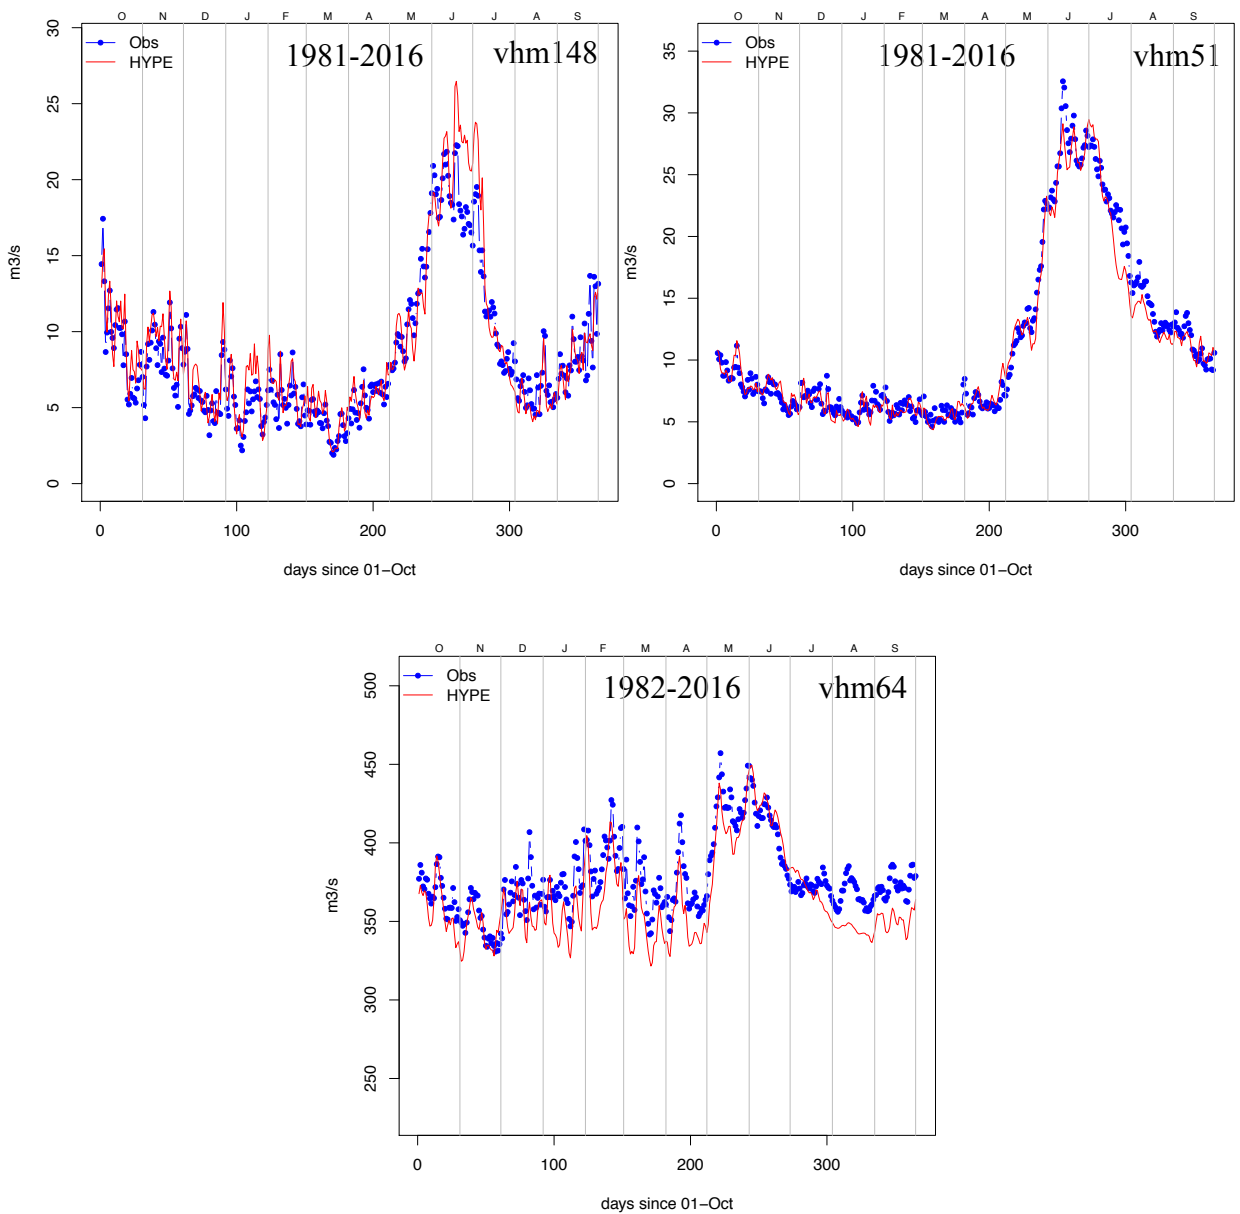 O N D J F M A M J J A S
Obs
HYPE
1981-2016
vhm148
m3/s
0 5 10 15 20 25 30
0 100 200 300
days since 01−Oct
O N D J F M A M J J A S
Obs
HYPE
1981-2016
vhm51
m3/s
0 5 10 15 20 25 30 35
0 100 200 300
days since 01−Oct
O N D J F M A M J J A S
Obs
HYPE
1982-2016
vhm64
m3/s
250 300 350 400 450 500
0 100 200 300
days since 01−Oct